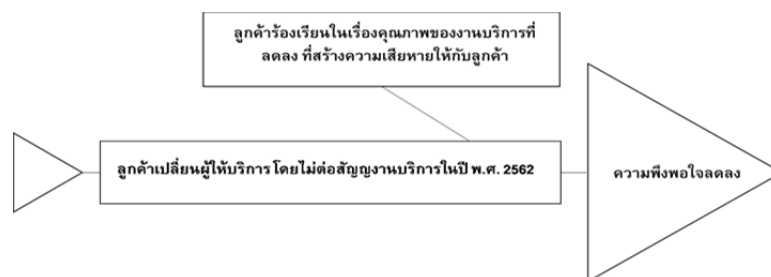 ลูกค้าร้องเรียนในเรื่องคุณภาพของงานบริการที่
ลดลง ที่สร้างความเสียหายให้กับลูกค้า
ลูกค้าเปลี่ยนผู้ให้บริการ โดยไม่ต่อสัญญงานบริการในปี พ.ศ. 2562
ความพึงพอใจลดลง